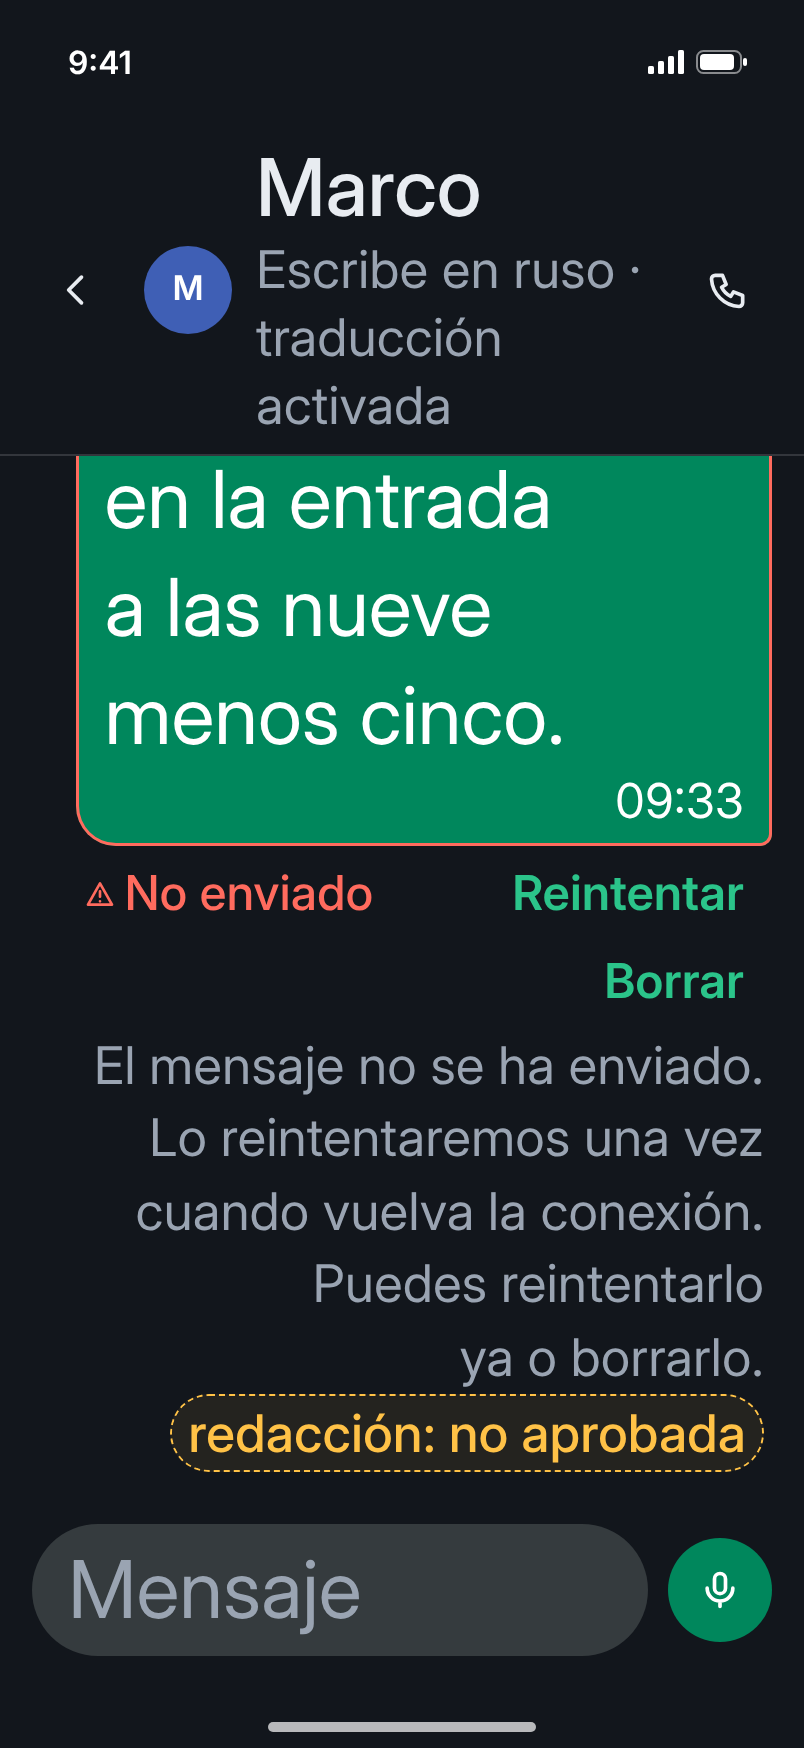 9:41
Marco
M
Escribe en ruso ·
traducción
activada
en la entrada
a las nueve
menos cinco.
09:33
No enviado
Reintentar
Borrar
El mensaje no se ha enviado.
Lo reintentaremos una vez
cuando vuelva la conexión.
Puedes reintentarlo
ya o borrarlo.
redacción: no aprobada
Mensaje